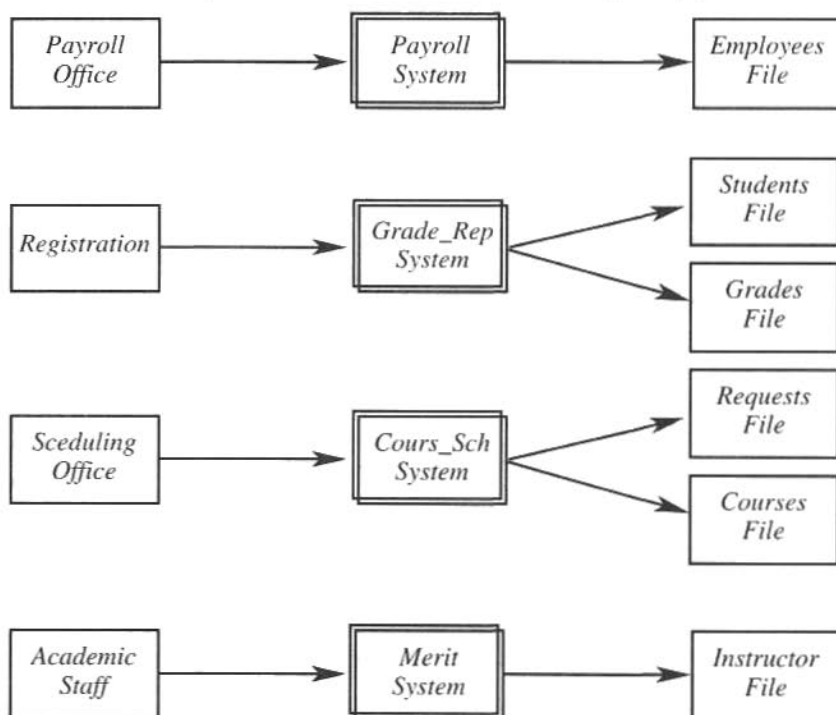 Payroll
Office
Payroll
System
Employees
File
Registration
Grade_Rep
System
Students
File
Grades
File
Sceduling
Office
Cours_Sch
System
Requests
File
Courses
File
Academic
Staff
Merit
System
Instructor
File